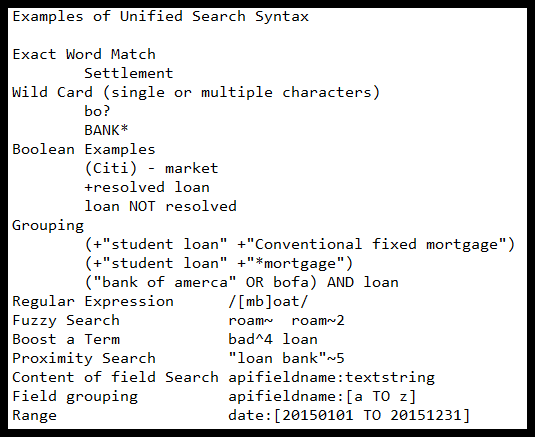 Examples of Unified Search Syntax
Exact Word Match
Settlement
Wild Card (single or multiple characters)
bo?
BANK*
Boolean Examples
(Citi) - market
+resolved loan
loan NOT resolved
Grouping
(+"student loan" +"Conventional fixed mortgage")
(+"student loan" +"*mortgage")
("bank of amerca" OR bofa) AND loan
Regular Expression /[mb]oat/
Fuzzy Search roam~ roam~2
Boost a Term bad^4 loan
Proximity Search "loan bank"~5
Content of field Search apifieldname:textstring
Field grouping apifieldname:[a TO z]
Range date:[20150101 TO 20151231]